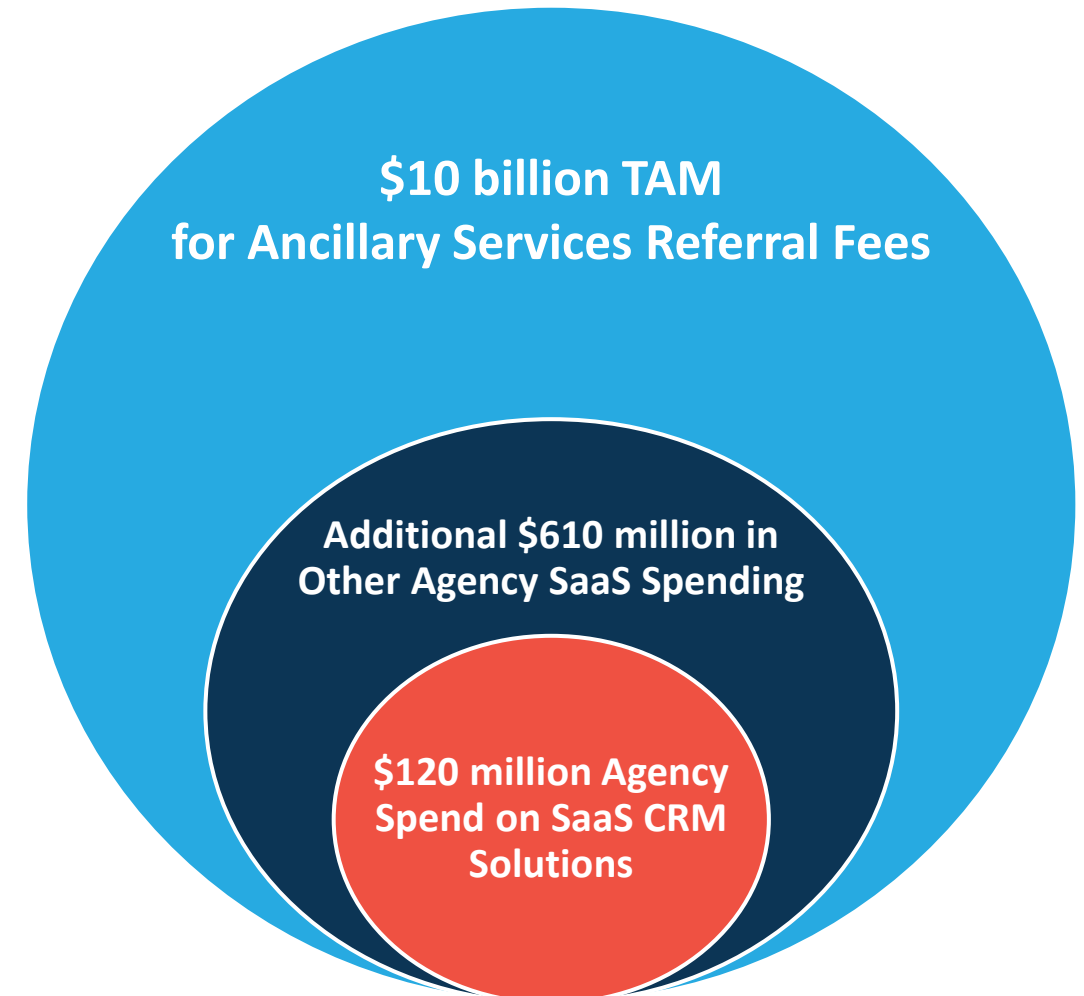 $10 billion TAM
for Ancillary Services Referral Fees
Additional $610 million in
Other Agency SaaS Spending
$120 million Agency
Spend on SaaS CRM
Solutions